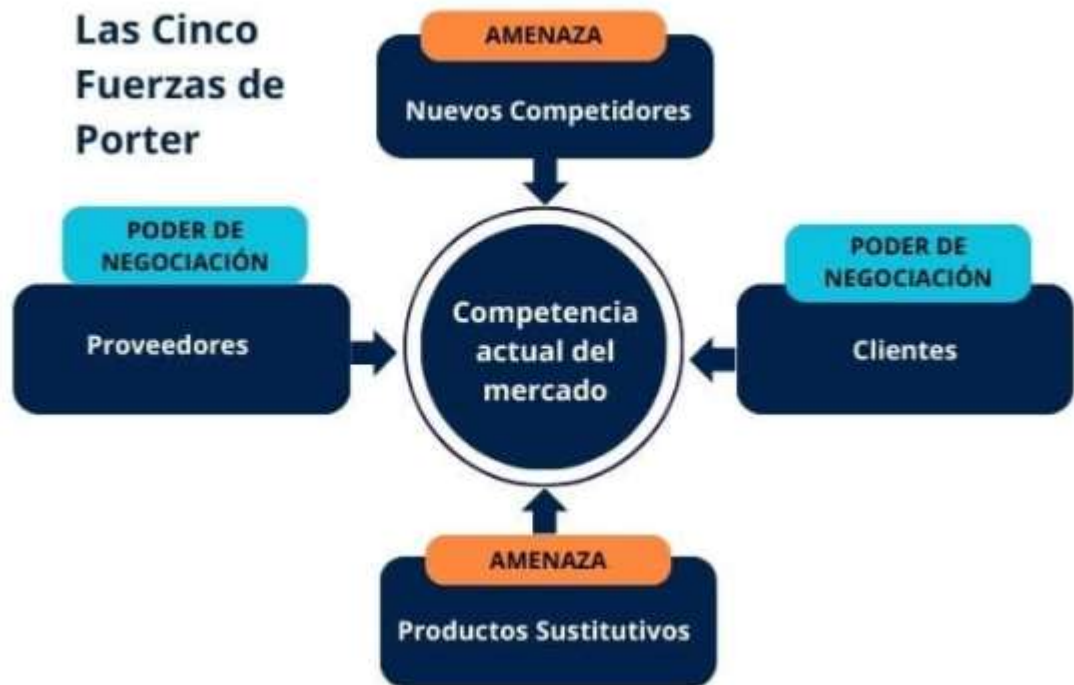 Las Cinco
Fuerzas de
Porter
AMENAZA
Nuevos Competidores
PODER DE
NEGOCIACIÓN
Proveedores
Competencia
actual del
mercado
PODER DE
NEGOCIACIÓN
Clientes
AMENAZA
Productos Sustitutivos